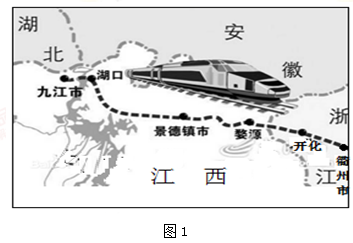 湖
北
安
徽
浙
江
江 西
九江市
湖口
景德镇市
婺源
开化
衢州市
图1